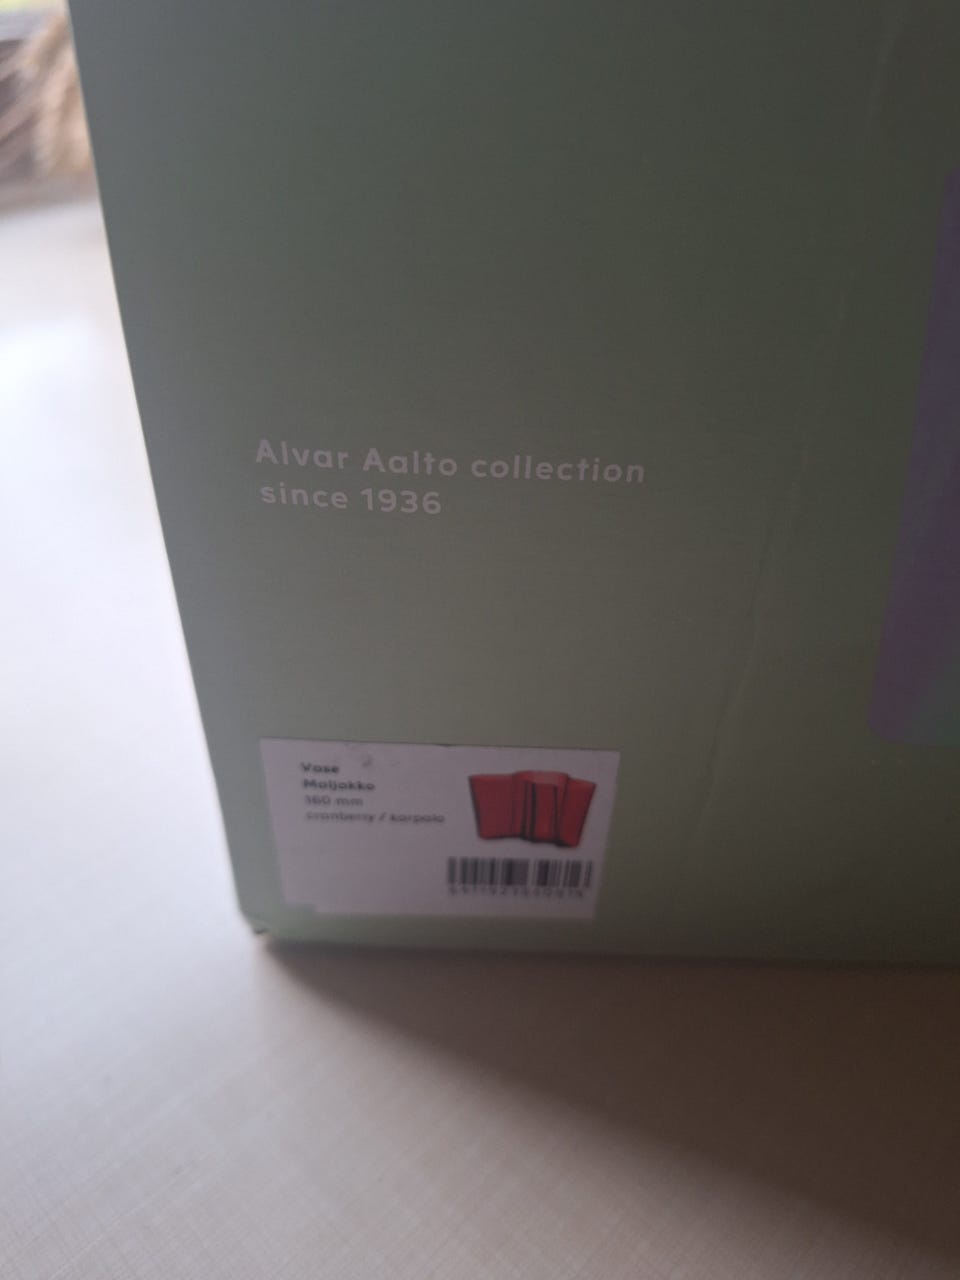 Alvar Aalto collection
since 1936
Vase
Maljakko
160 mm
cranberry / karpalo